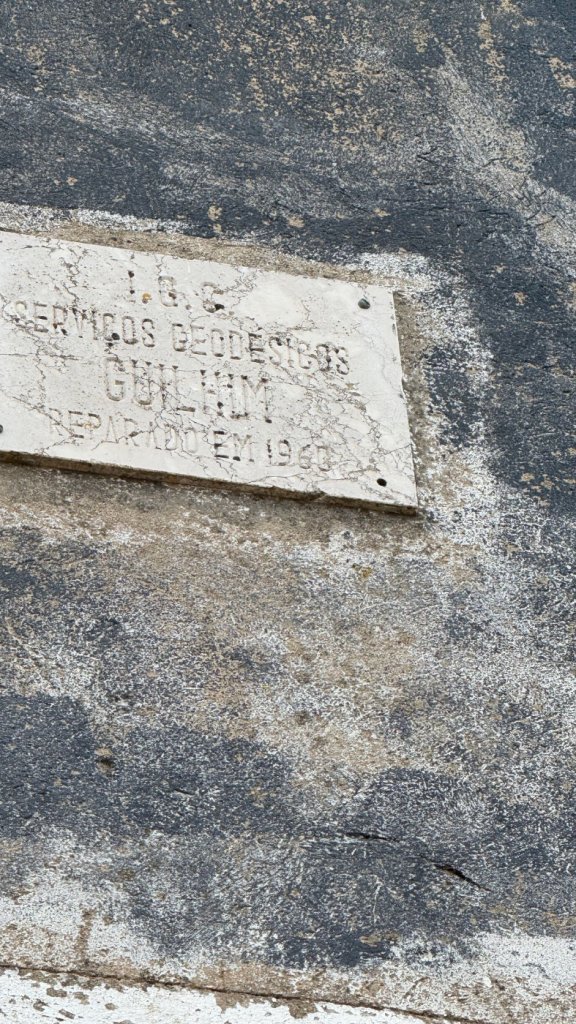 I.G.C.
SERVIÇOS GEODÉSICOS
GUILHIM
REPARADO EM 1960